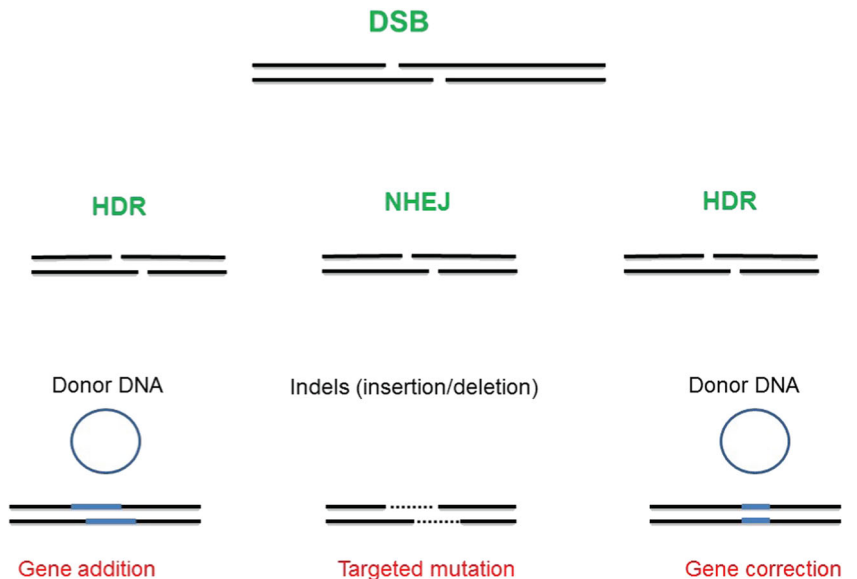 DSB
HDR
NHEJ
HDR
Donor DNA
Indels (insertion/deletion)
Donor DNA
Gene addition
Targeted mutation
Gene correction